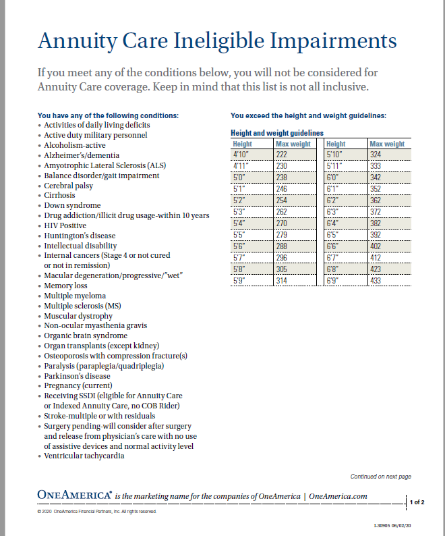 Annuity Care Ineligible Impairments
If you meet any of the conditions below, you will not be considered for
Annuity Care coverage. Keep in mind that this list is not all inclusive.
You have any of the following conditions:
• Activities of daily living deficits
• Active duty military personnel
• Alcoholism-active
• Alzheimer's/dementia
• Amyotrophic Lateral Sclerosis (ALS)
• Balance disorder/gait impairment
• Cerebral palsy
• Cirrhosis
• Down syndrome
• Drug addiction/illicit drug usage-within 10 years
• HIV Positive
• Huntington's disease
• Intellectual disability
• Internal cancers (Stage 4 or not cured
or not in remission)
• Macular degeneration/progressive/"wet"
• Memory loss
• Multiple myeloma
• Multiple sclerosis (MS)
• Muscular dystrophy
• Non-ocular myasthenia gravis
• Organic brain syndrome
• Organ transplants (except kidney)
• Osteoporosis with compression fracture(s)
• Paralysis (paraplegia/quadriplegia)
• Parkinson's disease
• Pregnancy (current)
• Receiving SSDI (eligible for Annuity Care
or Indexed Annuity Care, no COB Rider)
• Stroke-multiple or with residuals
• Surgery pending-will consider after surgery
and release from physician's care with no use
of assistive devices and normal activity level
• Ventricular tachycardia
You exceed the height and weight guidelines:
Height and weight guidelines
Height Max weight Height Max weight
4'10" 222 5'10" 324
4'11" 230 5'11" 333
5'0" 238 6'0" 342
5'1" 246 6'1" 352
5'2" 254 6'2" 362
5'3" 262 6'3" 372
5'4" 270 6'4" 382
5'5" 279 6'5" 392
5'6" 288 6'6" 402
5'7" 296 6'7" 412
5'8" 305 6'8" 423
5'9" 314 6'9" 433
Continued on next page
ONEAMERICA® is the marketing name for the companies of OneAmerica | OneAmerica.com
1 of 2
© 2020 OneAmerica Financial Partners, Inc. All rights reserved.